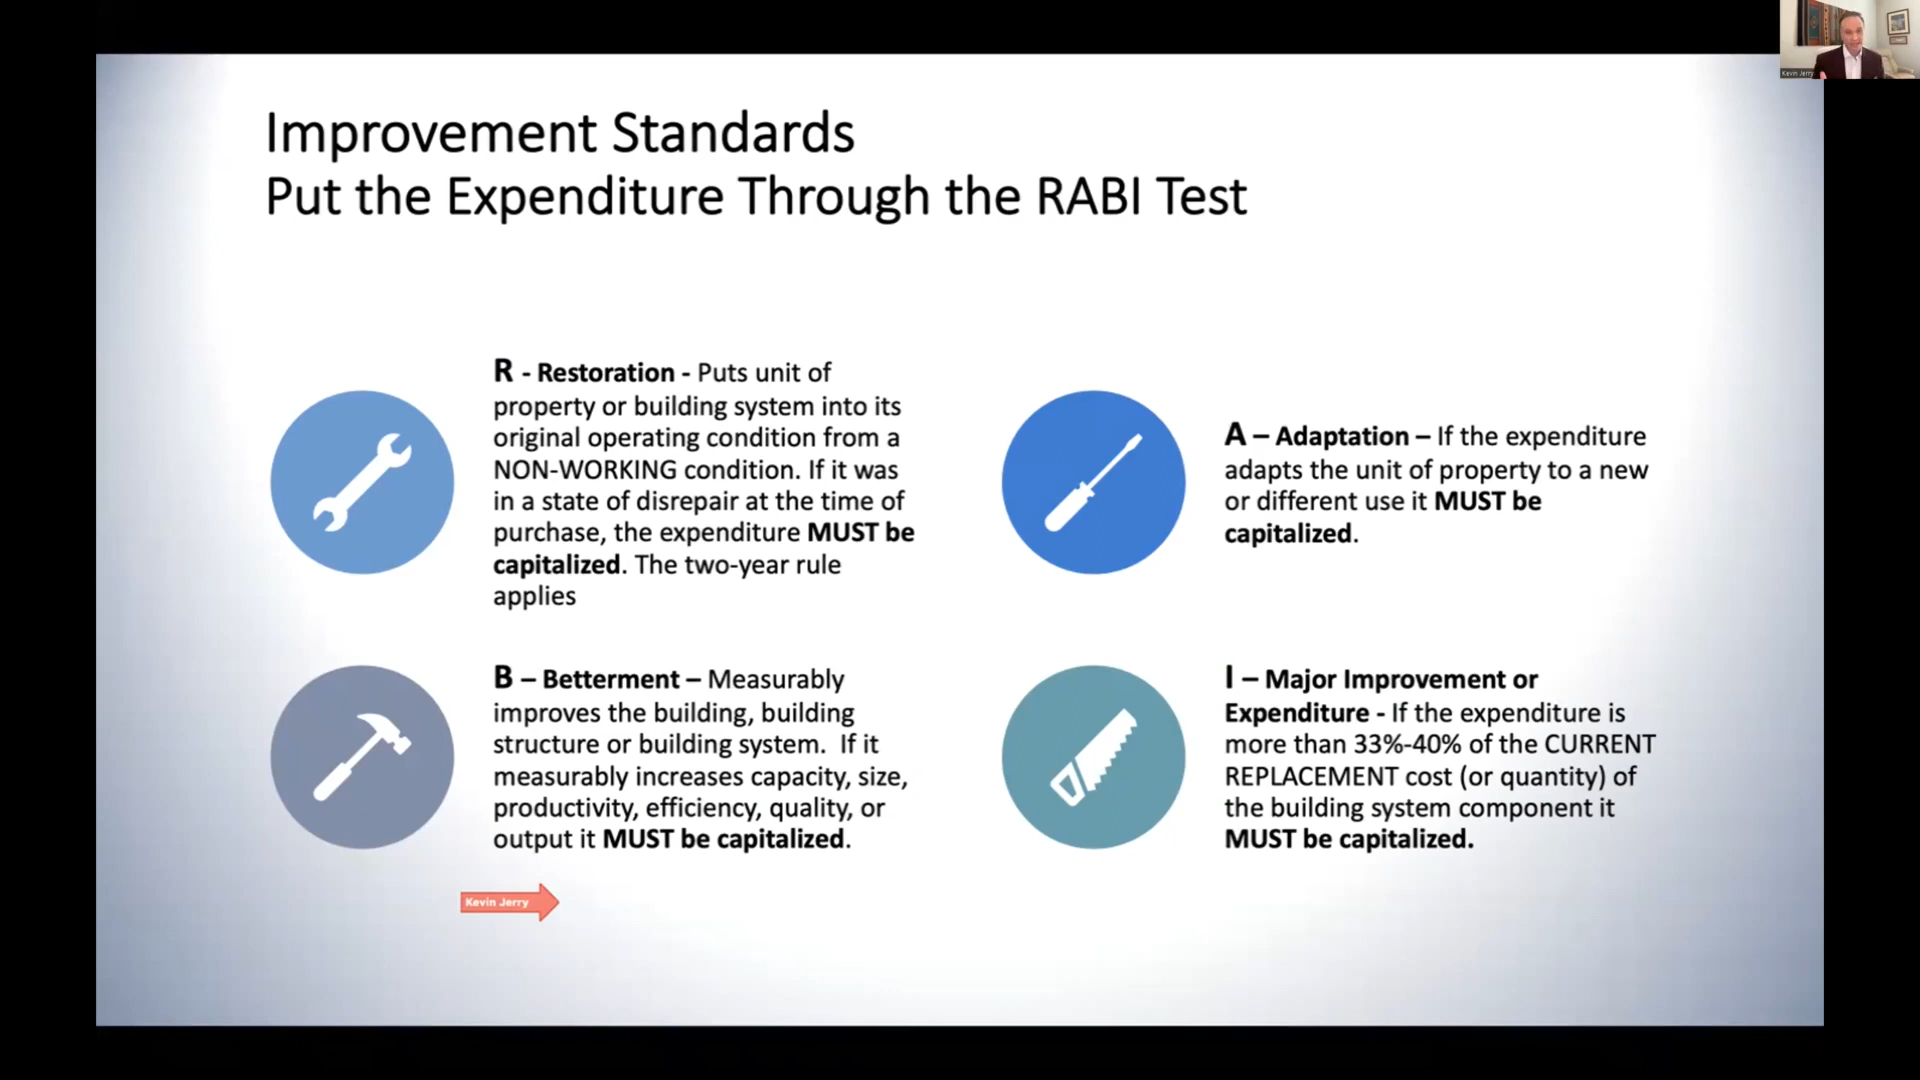 Kevin Jerry
Improvement Standards
Put the Expenditure Through the RABI Test
R - Restoration - Puts unit of
property or building system into its
original operating condition from a
NON-WORKING condition. If it was
in a state of disrepair at the time of
purchase, the expenditure MUST be
capitalized. The two-year rule
applies
A – Adaptation – If the expenditure
adapts the unit of property to a new
or different use it MUST be
capitalized.
B – Betterment – Measurably
improves the building, building
structure or building system.  If it
measurably increases capacity, size,
productivity, efficiency, quality, or
output it MUST be capitalized.
I – Major Improvement or
Expenditure - If the expenditure is
more than 33%-40% of the CURRENT
REPLACEMENT cost (or quantity) of
the building system component it
MUST be capitalized.
Kevin Jerry